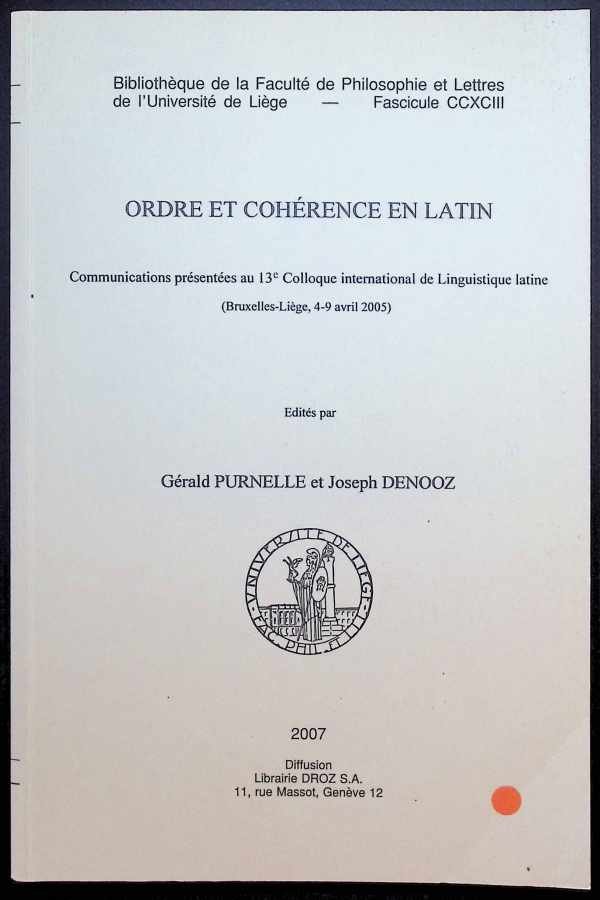 Bibliothèque de la Faculté de Philosophie et Lettres
de l'Université de Liège — Fascicule CCXCIII
ORDRE ET COHÉRENCE EN LATIN
Communications présentées au 13e Colloque international de Linguistique latine
(Bruxelles-Liège, 4-9 avril 2005)
Edités par
Gérald PURNELLE et Joseph DENOOZ
VNIVERSITE DE LIEGE
FAC. PHIL. ET LETT.
2007
Diffusion
Librairie DROZ S.A.
11, rue Massot, Genève 12